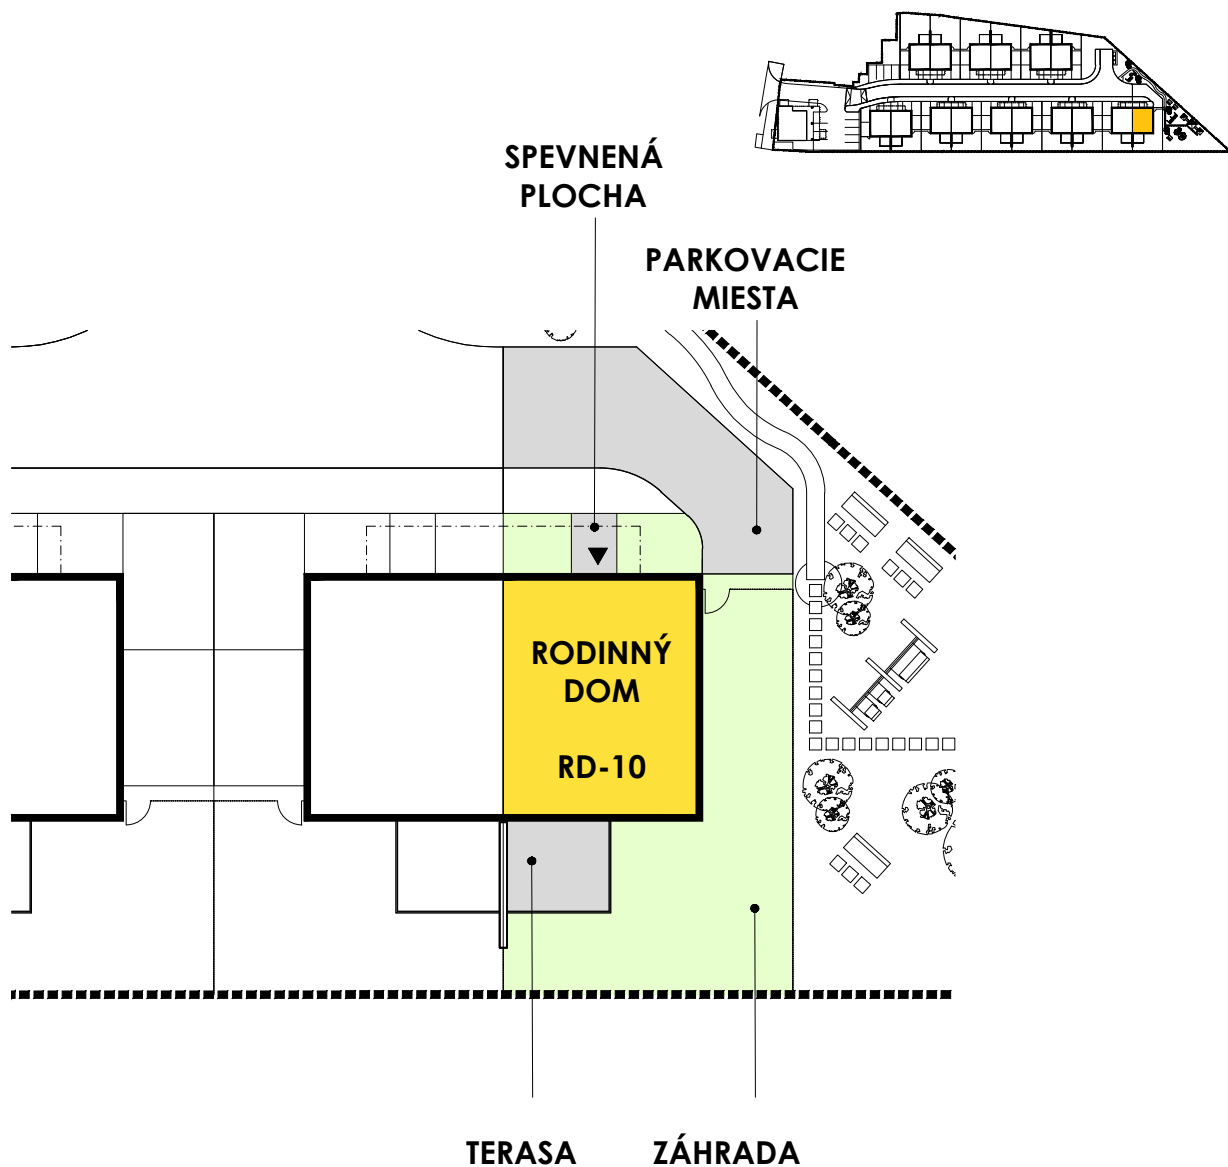 SPEVNENÁ
PLOCHA
PARKOVACIE
MIESTA
RODINNÝ
DOM
RD-10
TERASA
ZÁHRADA